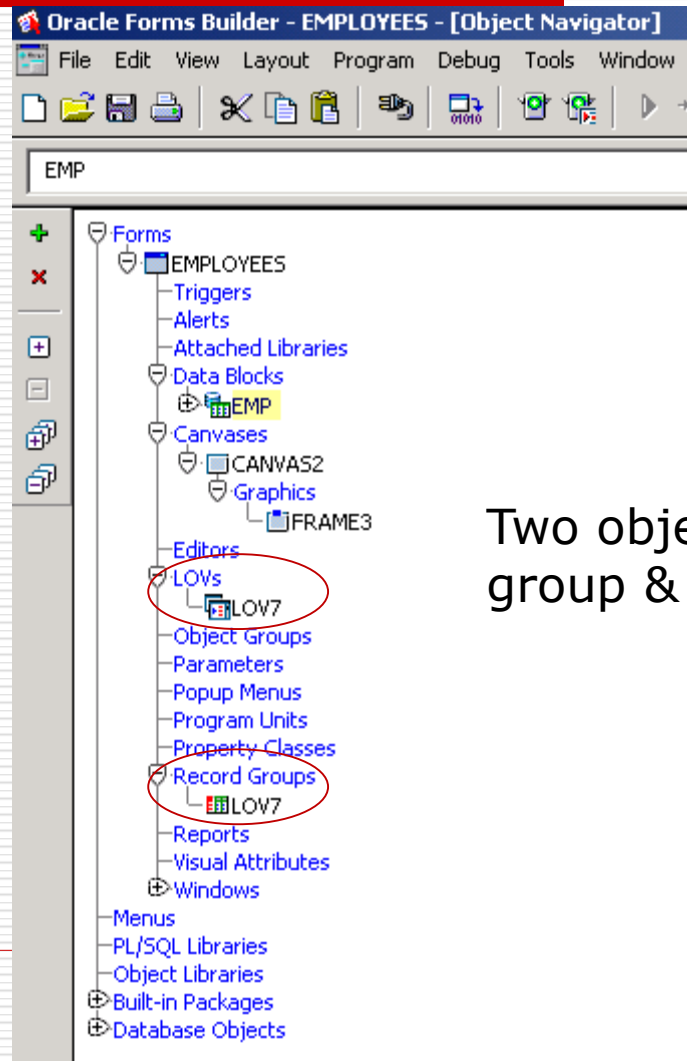 Oracle Forms Builder - EMPLOYEES - [Object Navigator]
File Edit View Layout Program Debug Tools Window
EMP
Forms
EMPLOYEES
Triggers
Alerts
Attached Libraries
Data Blocks
EMP
Canvases
CANVAS2
Graphics
FRAME3
Editors
LOVs
LOV7
Object Groups
Parameters
Popup Menus
Program Units
Property Classes
Record Groups
LOV7
Reports
Visual Attributes
Windows
Menus
PL/SQL Libraries
Object Libraries
Built-in Packages
Database Objects
Two
group &